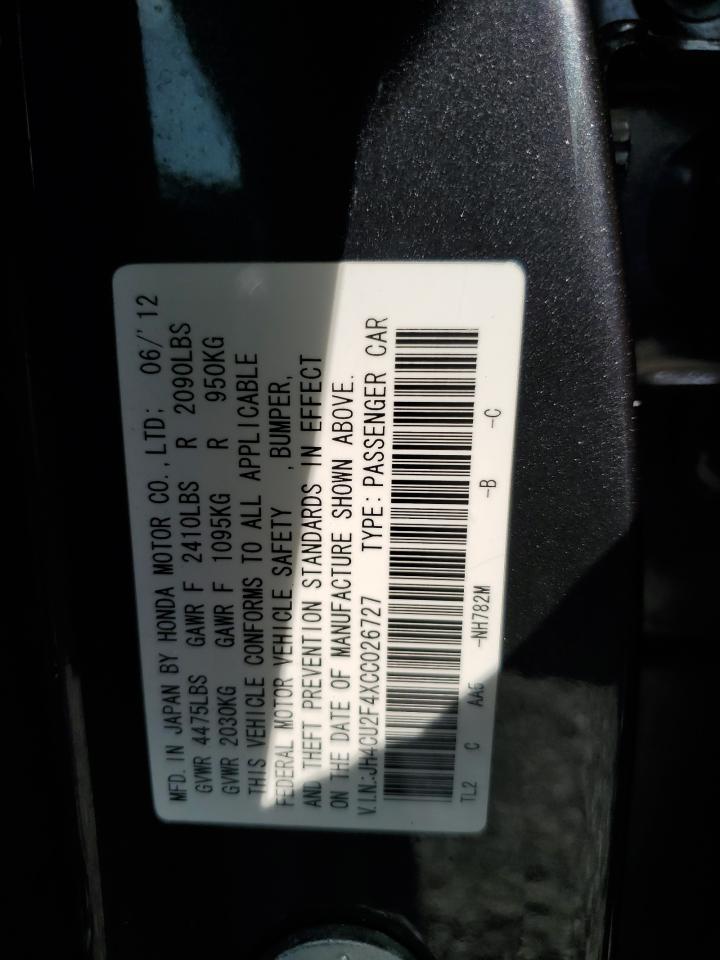 MFD. IN JAPAN BY HONDA MOTOR CO., LTD; 06/'12
GVWR 4475LBS GAWR F 2410LBS R 2090LBS
GVWR 2030KG GAWR F 1095KG R 950KG
THIS VEHICLE CONFORMS TO ALL APPLICABLE
FEDERAL MOTOR VEHICLE SAFETY , BUMPER,
AND THEFT PREVENTION STANDARDS IN EFFECT
ON THE DATE OF MANUFACTURE SHOWN ABOVE.
V.I.N.:JH4CU2F4XCC026727 TYPE: PASSENGER CAR
TL2 C AAC -NH782M -B -C